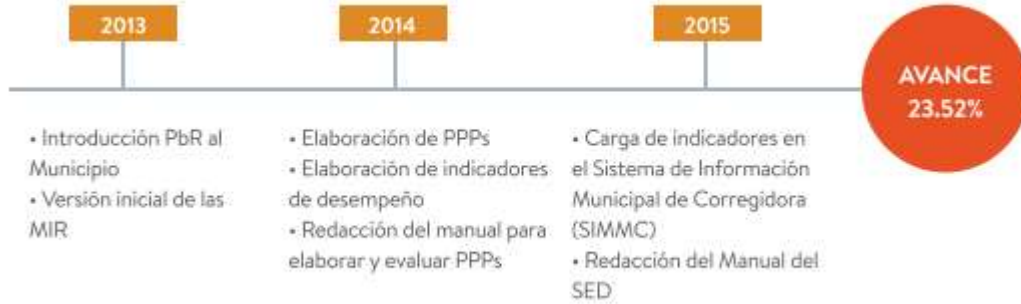 2013
2014
2015
AVANCE
23.52%
• Introducción PbR al
Municipio
• Versión inicial de las
MIR
• Elaboración de PPPs
• Elaboración de indicadores
de desempeño
• Redacción del manual para
elaborar y evaluar PPPs
• Carga de indicadores en
el Sistema de Información
Municipal de Corregidora
(SIMMC)
• Redacción del Manual del
SED